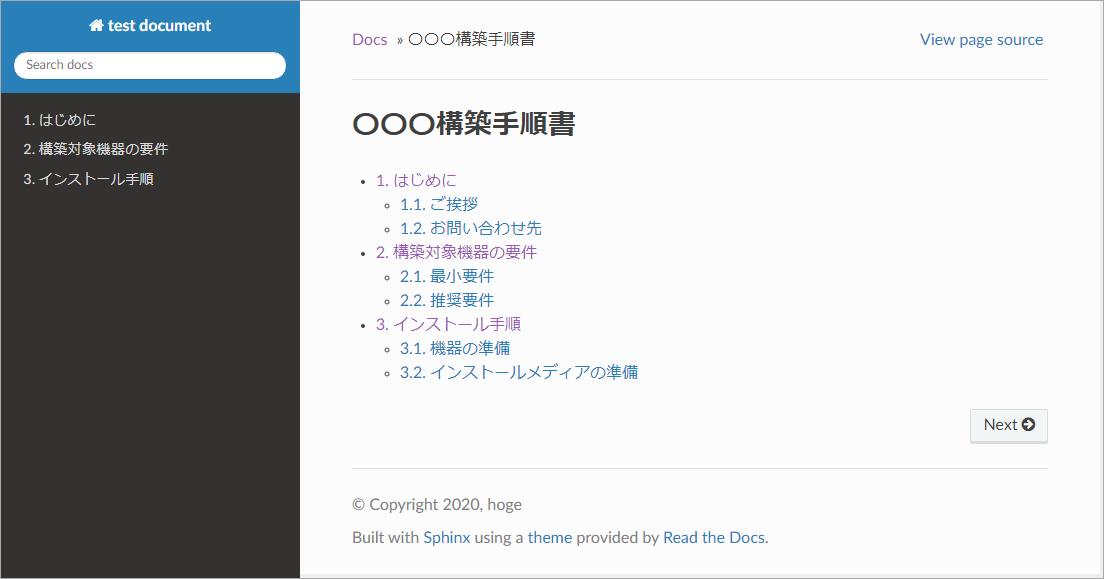 test document
Search docs
1. はじめに
2. 構築対象機器の要件
3. インストール手順
Docs » 〇〇〇構築手順書
View page source
〇〇〇構築手順書
1. はじめに
1.1. ご挨拶
1.2. お問い合わせ先
2. 構築対象機器の要件
2.1. 最小要件
2.2. 推奨要件
3. インストール手順
3.1. 機器の準備
3.2. インストールメディアの準備
Next
© Copyright 2020, hoge
Built with Sphinx using a theme provided by Read the Docs.